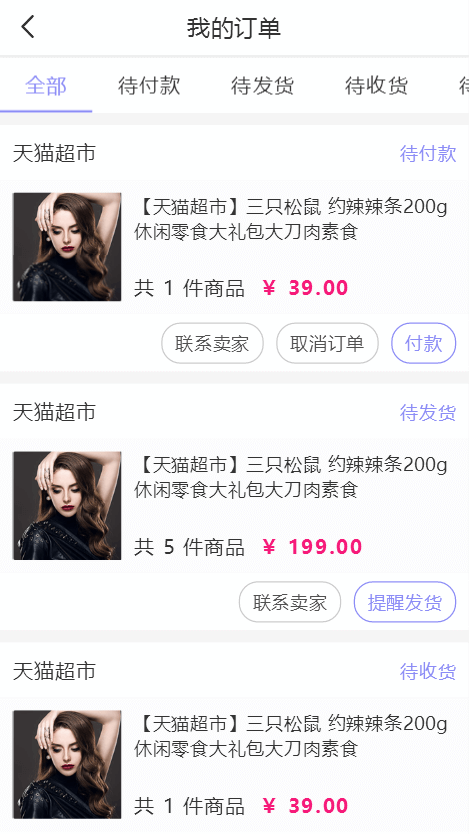 我的订单
全部 待付款 待发货 待收货
天猫超市 待付款
【天猫超市】三只松鼠 约辣辣条200g
休闲零食大礼包大刀肉素食
共 1 件商品 ¥ 39.00
联系卖家 取消订单 付款
天猫超市 待发货
【天猫超市】三只松鼠 约辣辣条200g
休闲零食大礼包大刀肉素食
共 5 件商品 ¥ 199.00
联系卖家 提醒发货
天猫超市 待收货
【天猫超市】三只松鼠 约辣辣条200g
休闲零食大礼包大刀肉素食
共 1 件商品 ¥ 39.00